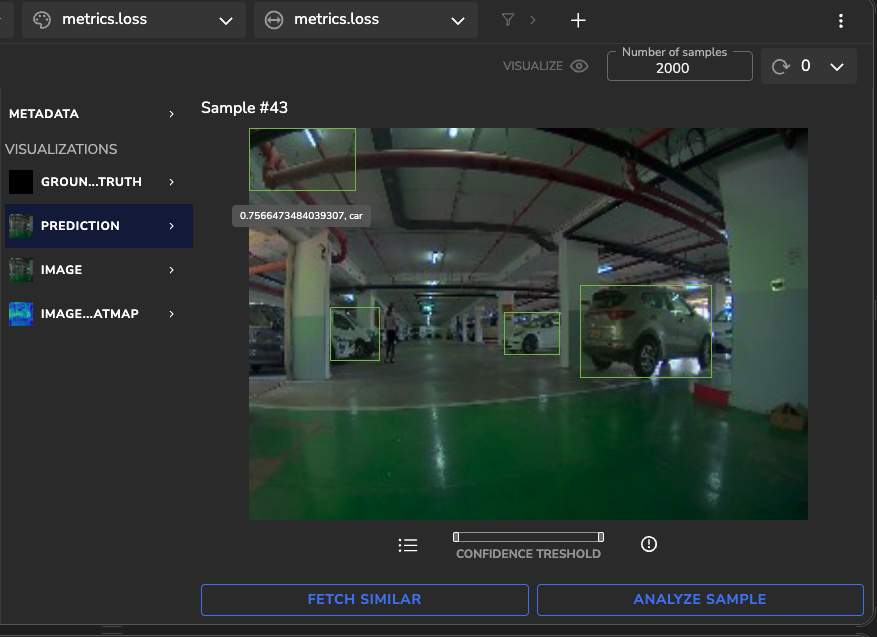 metrics.loss
metrics.loss
VISUALIZE
Number of samples
2000
0
METADATA
Sample #43
VISUALIZATIONS
GROUN...TRUTH
PREDICTION
0.7566473484039307, car
IMAGE
IMAGE...ATMAP
CONFIDENCE TRESHOLD
FETCH SIMILAR
ANALYZE SAMPLE